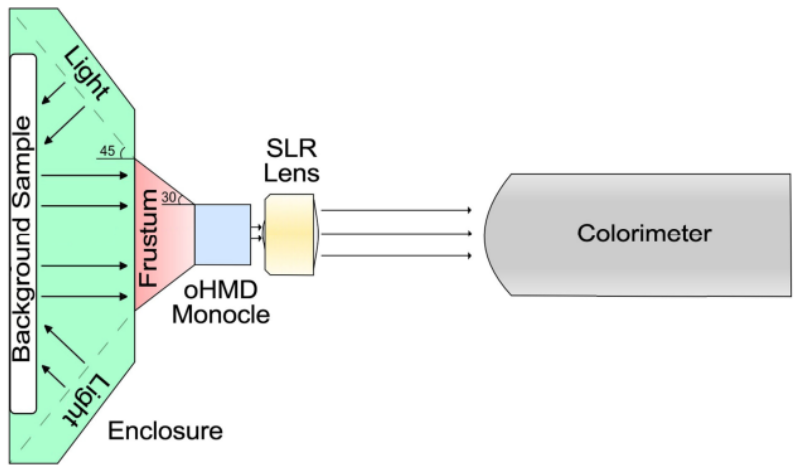 Light
Background Sample
45
30
Frustum
oHMD
Monocle
SLR
Lens
Colorimeter
Light
Enclosure